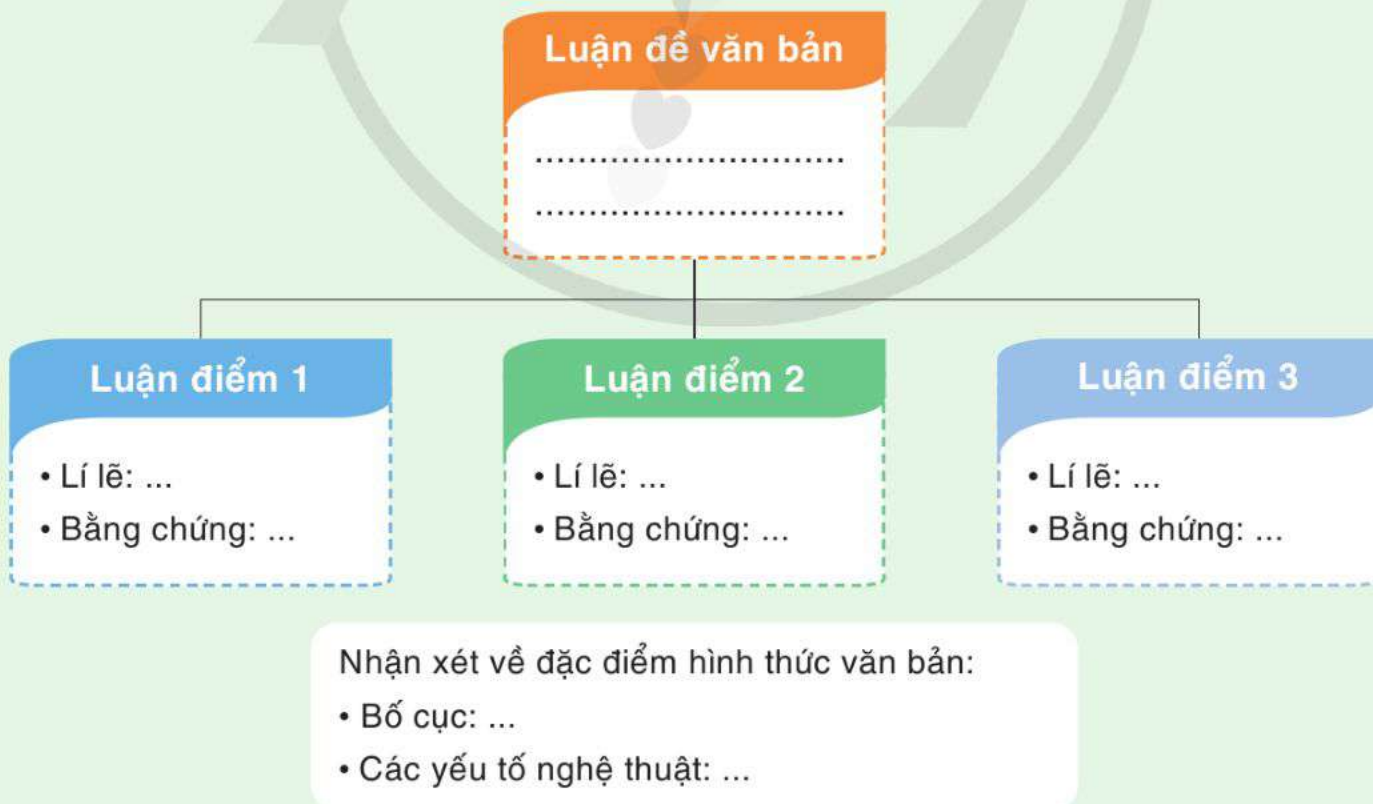 Luận đề văn bản
.............................
.............................
Luận điểm 1
• Lí lẽ: ...
• Bằng chứng: ...
Luận điểm 2
• Lí lẽ: ...
• Bằng chứng: ...
Luận điểm 3
• Lí lẽ: ...
• Bằng chứng: ...
Nhận xét về đặc điểm hình thức văn bản:
• Bố cục: ...
• Các yếu tố nghệ thuật: ...